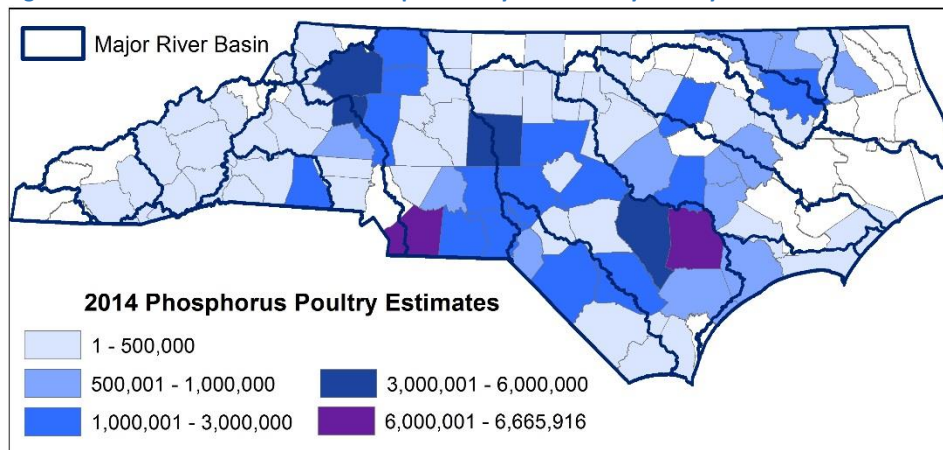 Major River Basin
2014 Phosphorus Poultry Estimates
1 - 500,000
500,001 - 1,000,000
3,000,001 - 6,000,000
1,000,001 - 3,000,000
6,000,001 - 6,665,916